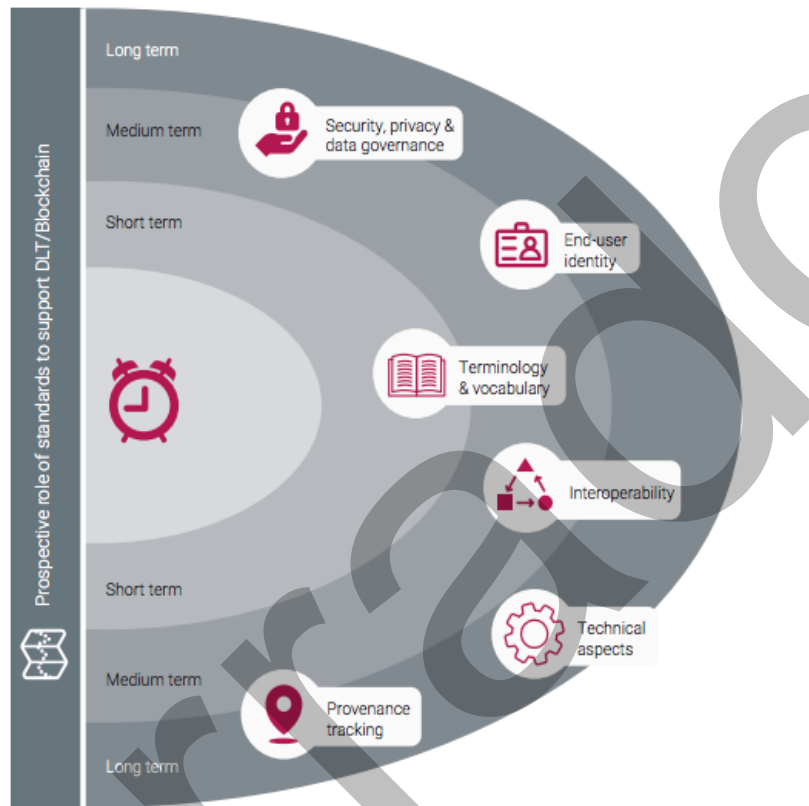 Prospective role of standards to support DLT/Blockchain
Long term
Medium term
Security, privacy &
data governance
Short term
End-user
identity
Terminology
& vocabulary
Interoperability
Short term
Technical
aspects
Medium term
Provenance
tracking
Long term